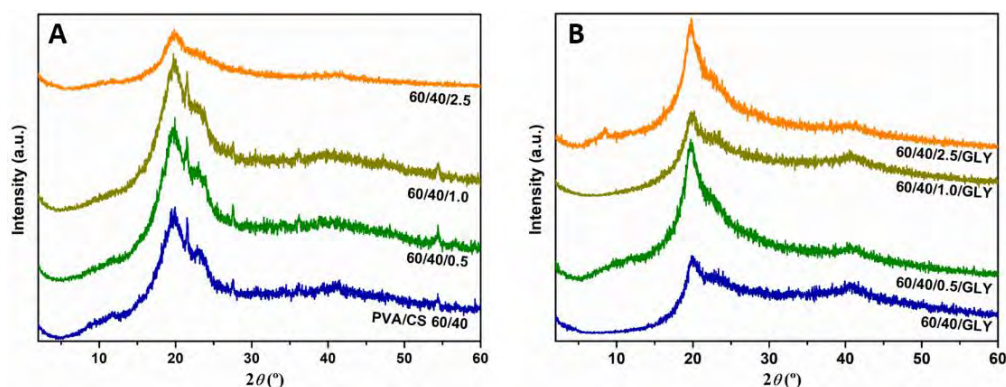 A
Intensity (a.u.)
60/40/2.5
60/40/1.0
60/40/0.5
PVA/CS 60/40
10 20 30 40 50 60
2θ (°)
B
Intensity (a.u.)
60/40/2.5/GLY
60/40/1.0/GLY
60/40/0.5/GLY
60/40/GLY
10 20 30 40 50 60
2θ (°)